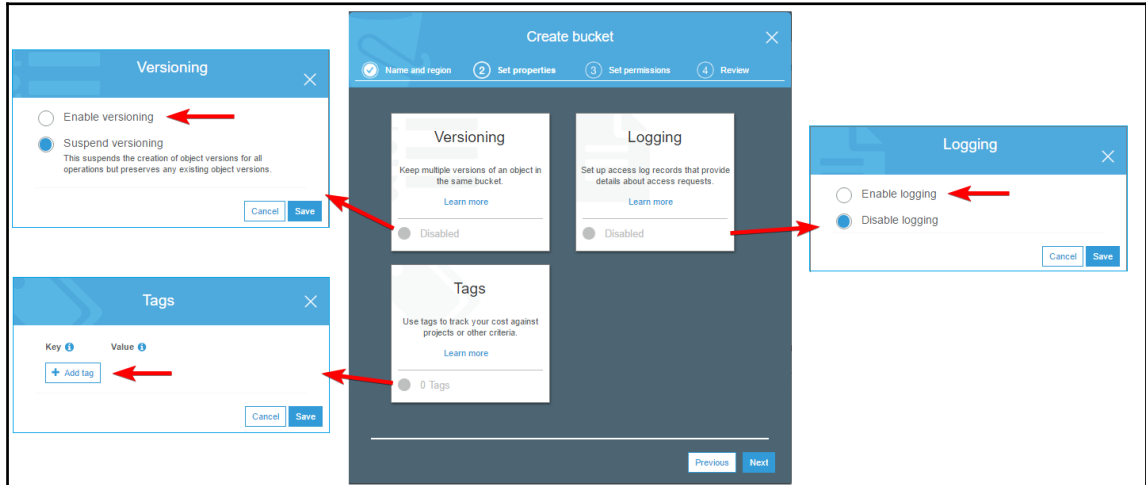 Create bucket
Name and region
2 Set properties
3 Set permissions
4 Review
Versioning
Enable versioning
Suspend versioning
This suspends the creation of object versions for all
operations but preserves any existing object versions.
Cancel
Save
Versioning
Keep multiple versions of an object in
the same bucket.
Learn more
Disabled
Logging
Set up access log records that provide
details about access requests.
Learn more
Disabled
Logging
Enable logging
Disable logging
Cancel
Save
Tags
Key
Value
+ Add tag
Cancel
Save
Tags
Use tags to track your cost against
projects or other criteria.
Learn more
0 Tags
Previous
Next